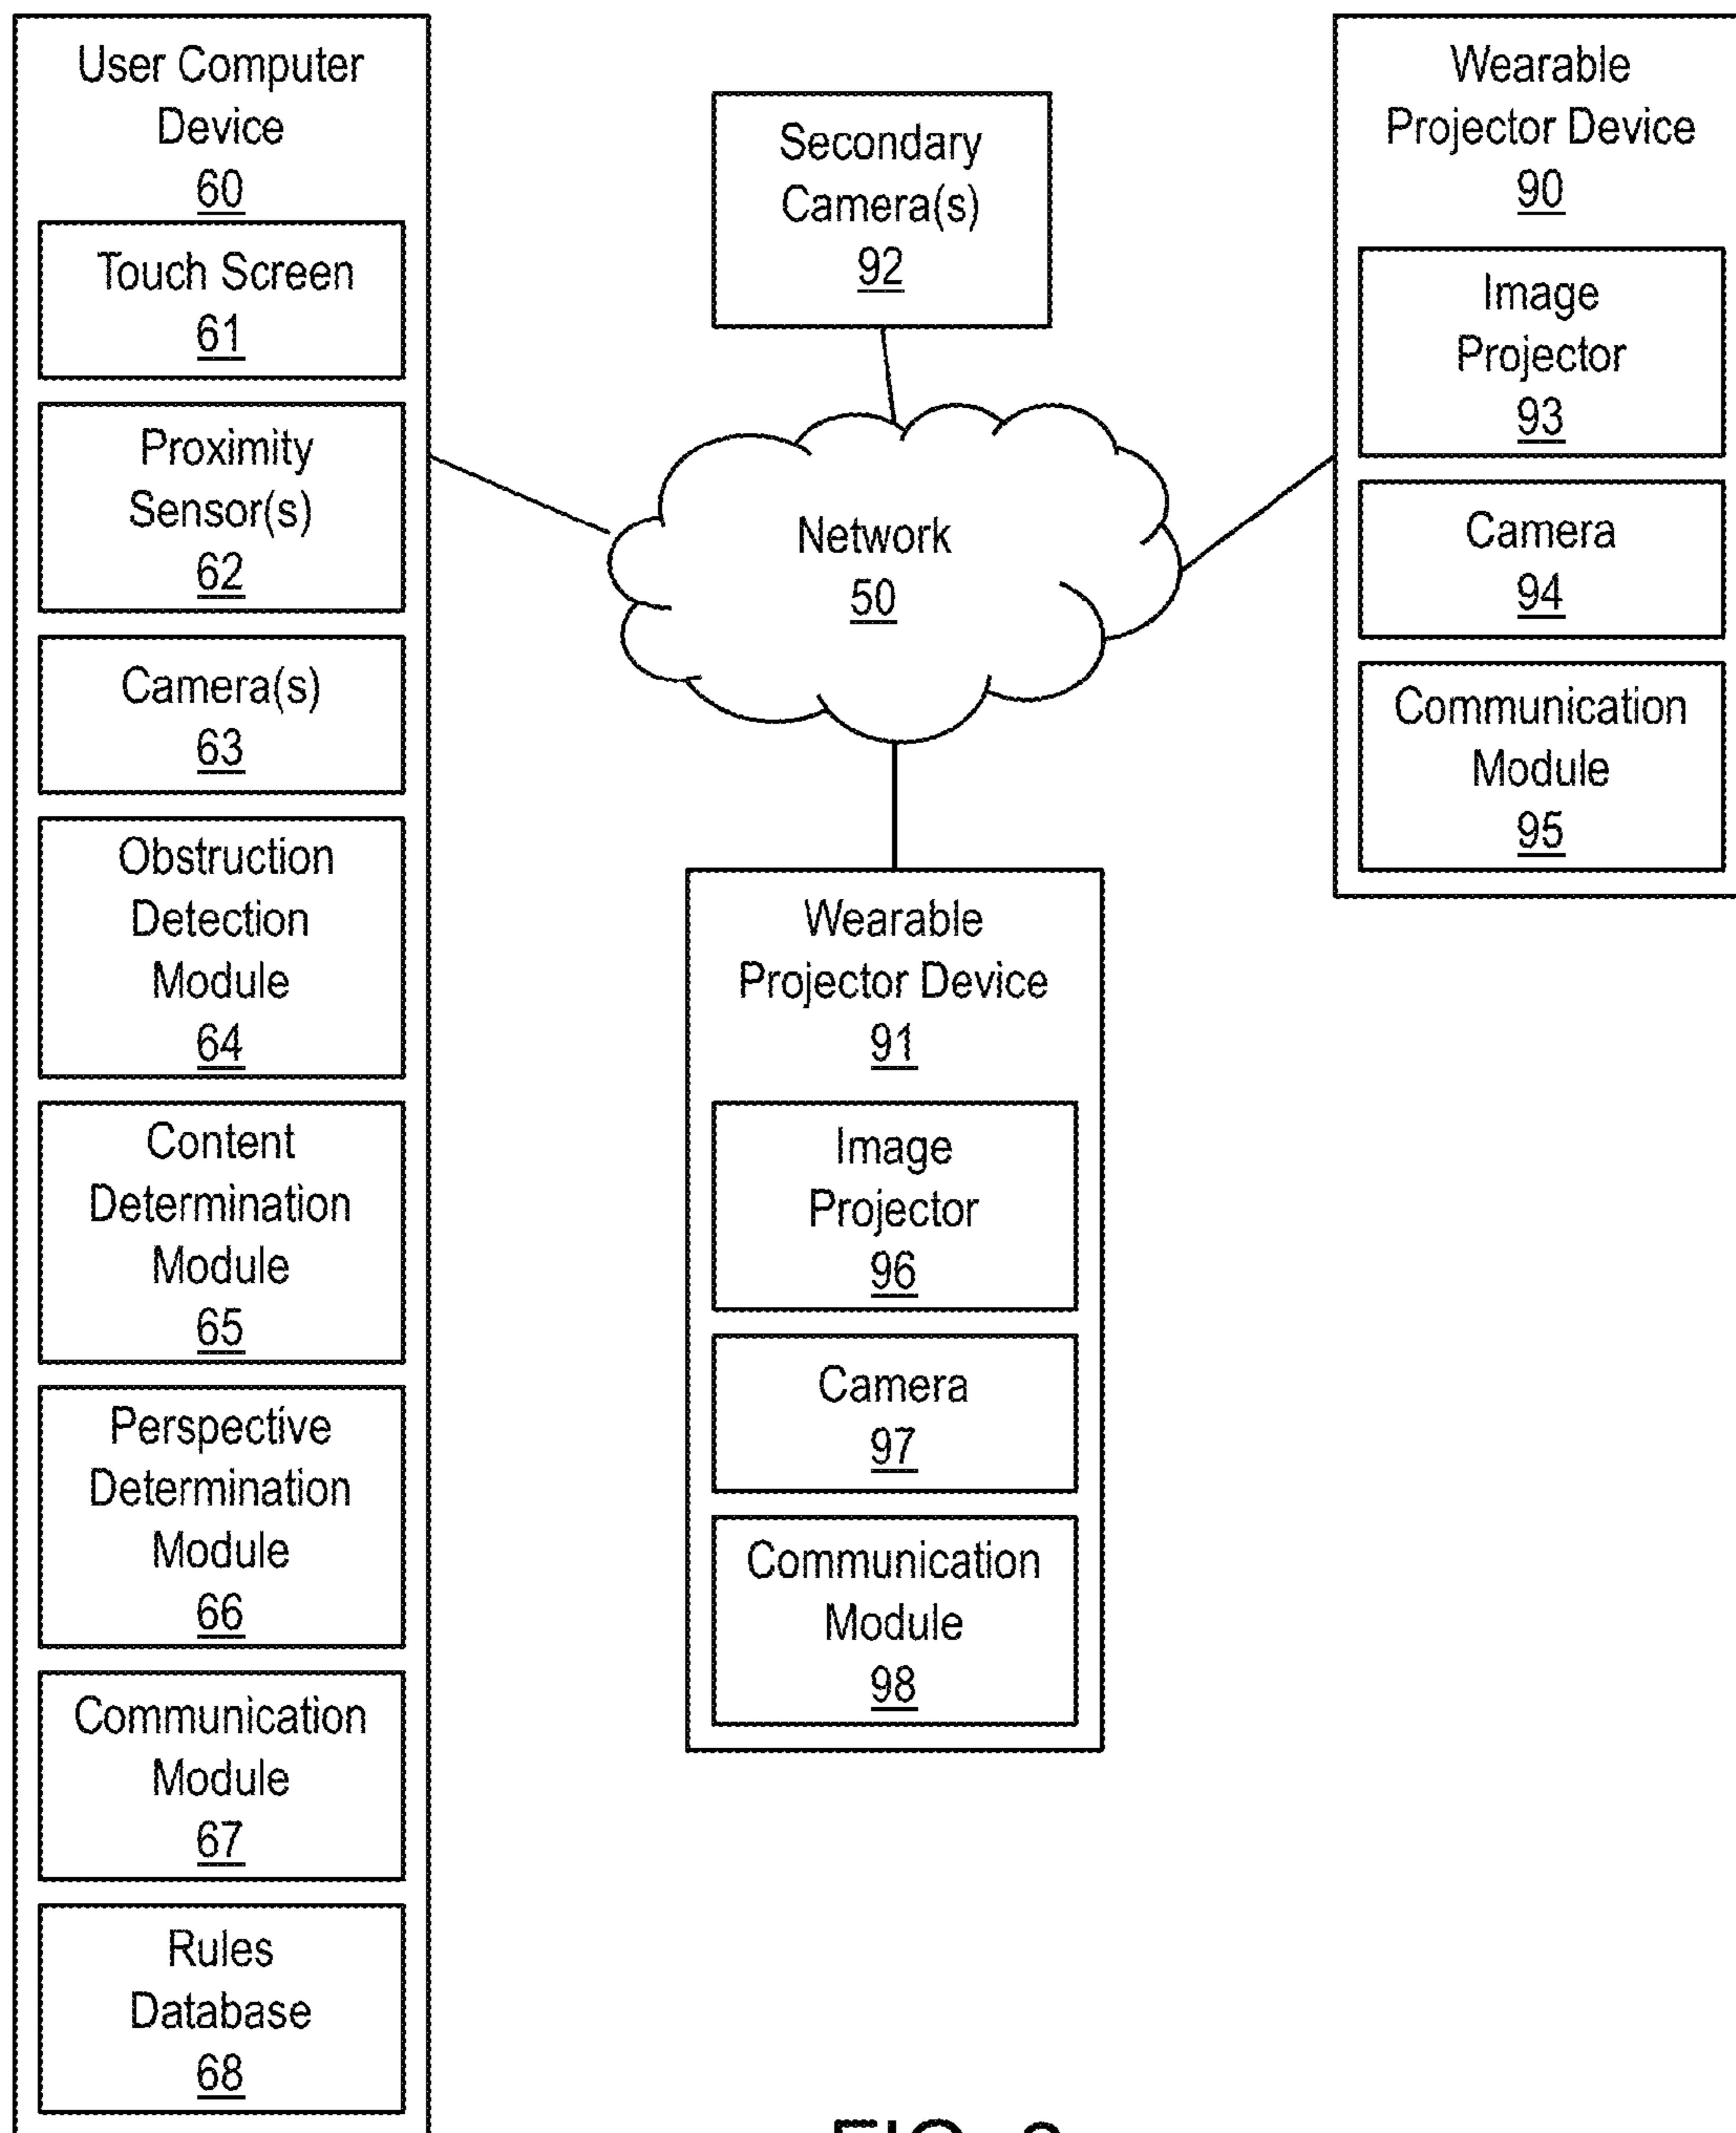 User Computer
Device
60
Touch Screen
61
Proximity
Sensor(s)
62
Camera(s)
63
Obstruction
Detection
Module
64
Content
Determination
Module
65
Perspective
Determination
Module
66
Communication
Module
67
Rules
Database
68
Secondary
Camera(s)
92
Network
50
Wearable
Projector Device
91
Image
Projector
96
Camera
97
Communication
Module
98
Wearable
Projector Device
90
Image
Projector
93
Camera
94
Communication
Module
95
FIG.